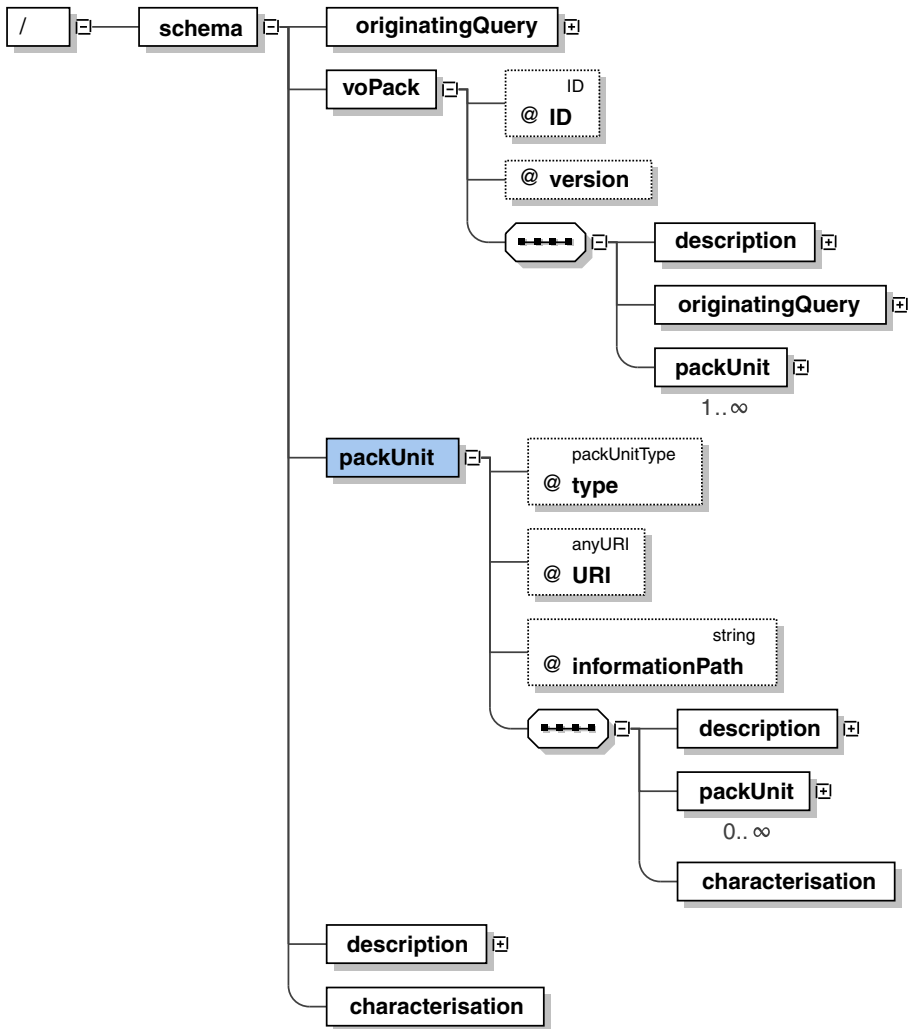 /
schema
originatingQuery
voPack
ID
@ ID
@ version
description
originatingQuery
packUnit
1..∞
packUnit
packUnitType
@ type
anyURI
@ URI
string
@ informationPath
description
packUnit
0..∞
characterisation
description
characterisation